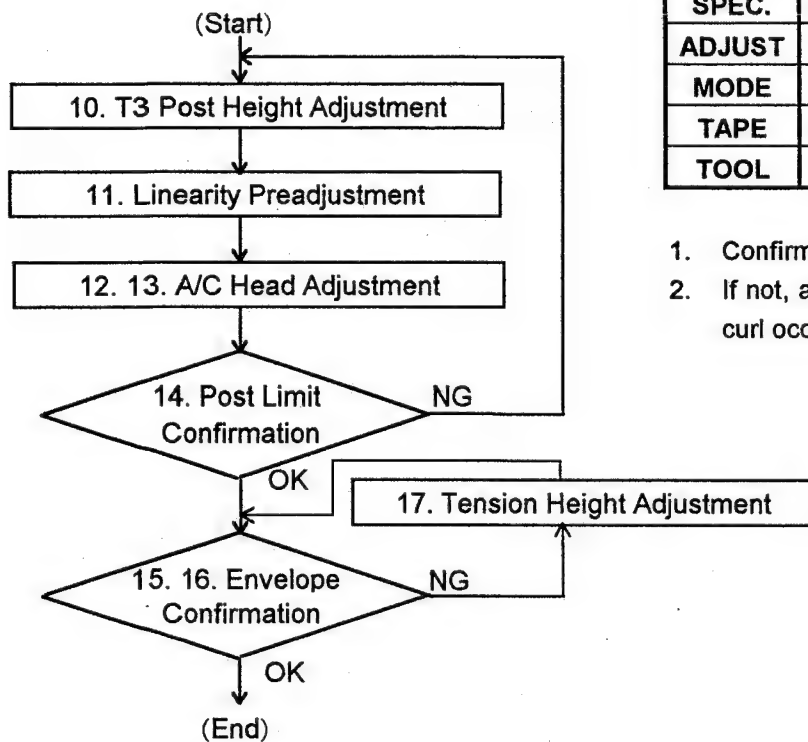 (Start)
10. T3 Post Height Adjustment
11. Linearity Preadjustment
12. 13. A/C Head Adjustment
14. Post Limit
Confirmation
NG
OK
17. Tension Height Adjustment
15. 16. Envelope
Confirmation
NG
OK
(End)
SPEC.
ADJUST
MODE
TAPE
TOOL
1. Confirm
2. If not, a
curl occ